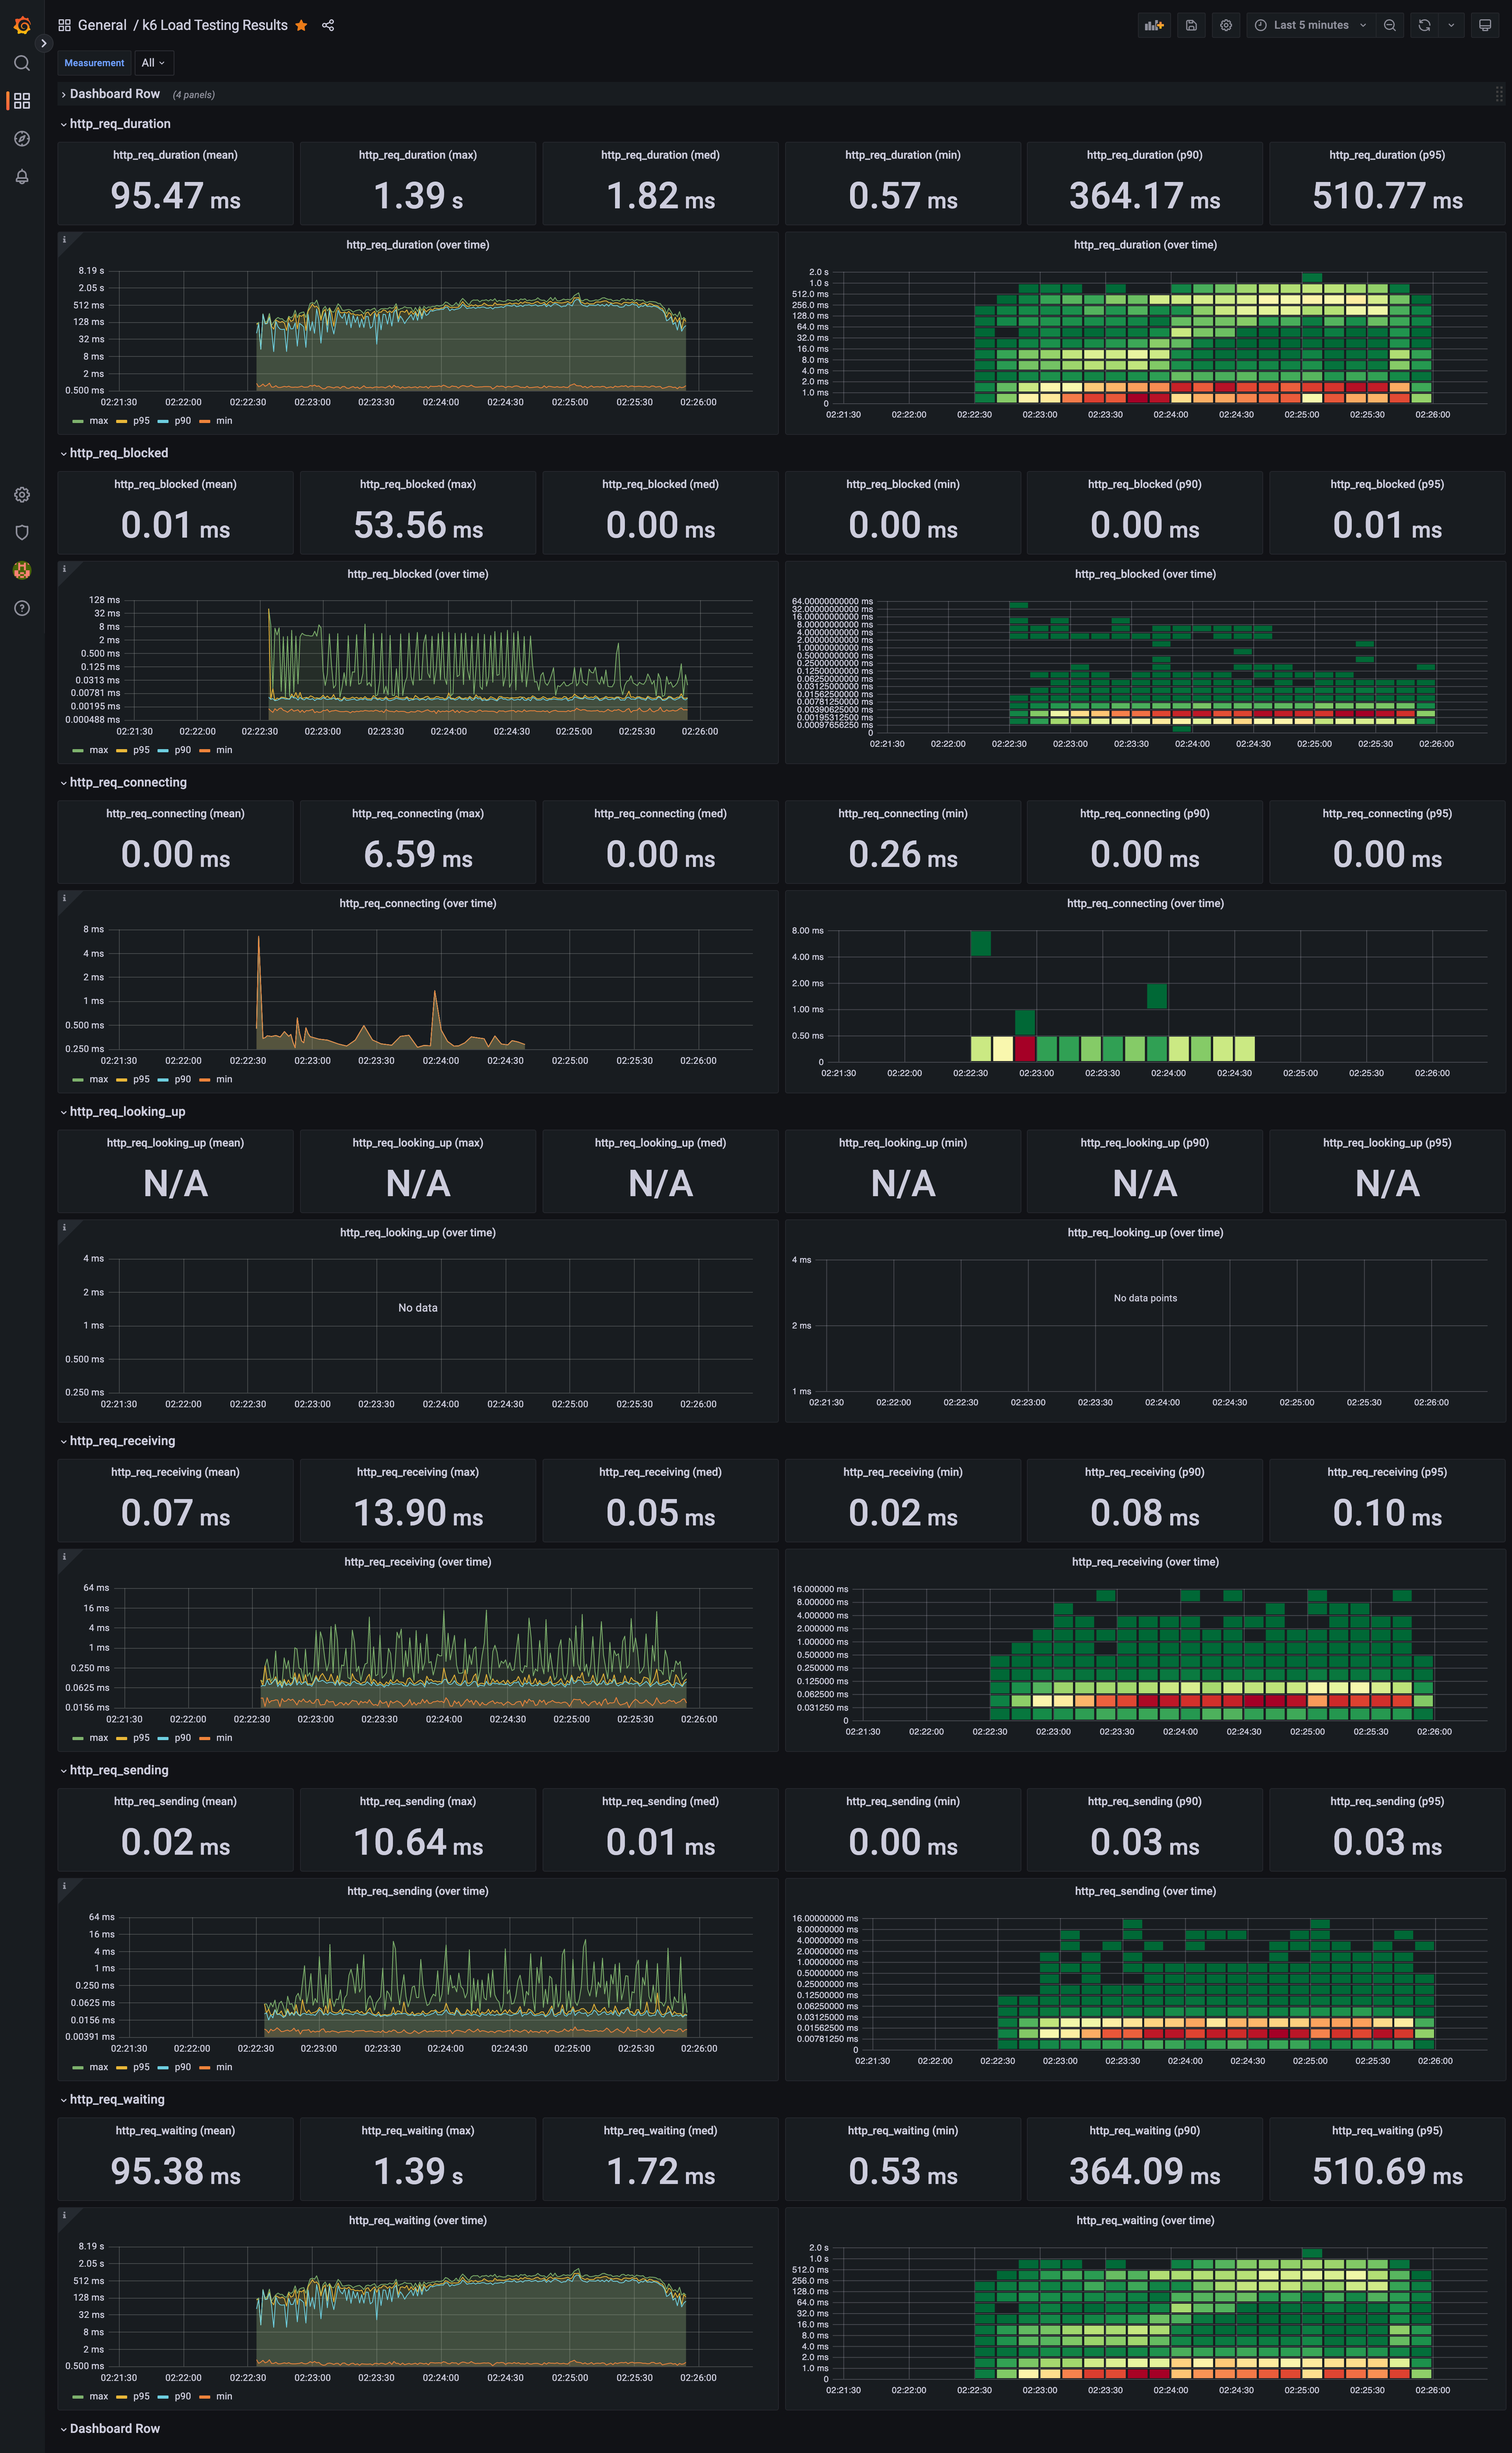 General / k6 Load Testing Results
Last 5 minutes
Measurement All
Dashboard Row (4 panels)
http_req_duration
http_req_duration (mean) http_req_duration (max) http_req_duration (med) http_req_duration (min) http_req_duration (p90) http_req_duration (p95)
95.47 ms 1.39 s 1.82 ms 0.57 ms 364.17 ms 510.77 ms
http_req_duration (over time)
8.19 s
2.05 s
512 ms
128 ms
32 ms
8 ms
2 ms
0.500 ms
02:21:30 02:22:00 02:22:30 02:23:00 02:23:30 02:24:00 02:24:30 02:25:00 02:25:30 02:26:00
max p95 p90 min
http_req_duration (over time)
2.0 s
1.0 s
512.0 ms
256.0 ms
128.0 ms
64.0 ms
32.0 ms
16.0 ms
8.0 ms
4.0 ms
2.0 ms
1.0 ms
0
02:21:30 02:22:00 02:22:30 02:23:00 02:23:30 02:24:00 02:24:30 02:25:00 02:25:30 02:26:00
http_req_blocked
http_req_blocked (mean) http_req_blocked (max) http_req_blocked (med) http_req_blocked (min) http_req_blocked (p90) http_req_blocked (p95)
0.01 ms 53.56 ms 0.00 ms 0.00 ms 0.00 ms 0.01 ms
http_req_blocked (over time)
128 ms
32 ms
8 ms
2 ms
0.500 ms
0.125 ms
0.0313 ms
0.00781 ms
0.00195 ms
0.000488 ms
02:21:30 02:22:00 02:22:30 02:23:00 02:23:30 02:24:00 02:24:30 02:25:00 02:25:30 02:26:00
max p95 p90 min
http_req_blocked (over time)
64.00000000000 ms
32.00000000000 ms
16.00000000000 ms
8.00000000000 ms
4.00000000000 ms
2.00000000000 ms
1.00000000000 ms
0.50000000000 ms
0.25000000000 ms
0.12500000000 ms
0.06250000000 ms
0.03125000000 ms
0.01562500000 ms
0.00781250000 ms
0.00390625000 ms
0.00195312500 ms
0.00097656250 ms
0
02:21:30 02:22:00 02:22:30 02:23:00 02:23:30 02:24:00 02:24:30 02:25:00 02:25:30 02:26:00
http_req_connecting
http_req_connecting (mean) http_req_connecting (max) http_req_connecting (med) http_req_connecting (min) http_req_connecting (p90) http_req_connecting (p95)
0.00 ms 6.59 ms 0.00 ms 0.26 ms 0.00 ms 0.00 ms
http_req_connecting (over time)
8 ms
4 ms
2 ms
1 ms
0.500 ms
0.250 ms
02:21:30 02:22:00 02:22:30 02:23:00 02:23:30 02:24:00 02:24:30 02:25:00 02:25:30 02:26:00
max p95 p90 min
http_req_connecting (over time)
8.00 ms
4.00 ms
2.00 ms
1.00 ms
0.50 ms
0
02:21:30 02:22:00 02:22:30 02:23:00 02:23:30 02:24:00 02:24:30 02:25:00 02:25:30 02:26:00
http_req_looking_up
http_req_looking_up (mean) http_req_looking_up (max) http_req_looking_up (med) http_req_looking_up (min) http_req_looking_up (p90) http_req_looking_up (p95)
N/A N/A N/A N/A N/A N/A
http_req_looking_up (over time)
4 ms
2 ms
No data
1 ms
0.500 ms
0.250 ms
02:21:30 02:22:00 02:22:30 02:23:00 02:23:30 02:24:00 02:24:30 02:25:00 02:25:30 02:26:00
http_req_looking_up (over time)
4 ms
No data points
2 ms
1 ms
02:21:30 02:22:00 02:22:30 02:23:00 02:23:30 02:24:00 02:24:30 02:25:00 02:25:30 02:26:00
http_req_receiving
http_req_receiving (mean) http_req_receiving (max) http_req_receiving (med) http_req_receiving (min) http_req_receiving (p90) http_req_receiving (p95)
0.07 ms 13.90 ms 0.05 ms 0.02 ms 0.08 ms 0.10 ms
http_req_receiving (over time)
64 ms
16 ms
4 ms
1 ms
0.250 ms
0.0625 ms
0.0156 ms
02:21:30 02:22:00 02:22:30 02:23:00 02:23:30 02:24:00 02:24:30 02:25:00 02:25:30 02:26:00
max p95 p90 min
http_req_receiving (over time)
16.000000 ms
8.000000 ms
4.000000 ms
2.000000 ms
1.000000 ms
0.500000 ms
0.250000 ms
0.125000 ms
0.062500 ms
0.031250 ms
0
02:21:30 02:22:00 02:22:30 02:23:00 02:23:30 02:24:00 02:24:30 02:25:00 02:25:30 02:26:00
http_req_sending
http_req_sending (mean) http_req_sending (max) http_req_sending (med) http_req_sending (min) http_req_sending (p90) http_req_sending (p95)
0.02 ms 10.64 ms 0.01 ms 0.00 ms 0.03 ms 0.03 ms
http_req_sending (over time)
64 ms
16 ms
4 ms
1 ms
0.250 ms
0.0625 ms
0.0156 ms
0.00391 ms
02:21:30 02:22:00 02:22:30 02:23:00 02:23:30 02:24:00 02:24:30 02:25:00 02:25:30 02:26:00
max p95 p90 min
http_req_sending (over time)
16.00000000 ms
8.00000000 ms
4.00000000 ms
2.00000000 ms
1.00000000 ms
0.50000000 ms
0.25000000 ms
0.12500000 ms
0.06250000 ms
0.03125000 ms
0.01562500 ms
0.00781250 ms
0
02:21:30 02:22:00 02:22:30 02:23:00 02:23:30 02:24:00 02:24:30 02:25:00 02:25:30 02:26:00
http_req_waiting
http_req_waiting (mean) http_req_waiting (max) http_req_waiting (med) http_req_waiting (min) http_req_waiting (p90) http_req_waiting (p95)
95.38 ms 1.39 s 1.72 ms 0.53 ms 364.09 ms 510.69 ms
http_req_waiting (over time)
8.19 s
2.05 s
512 ms
128 ms
32 ms
8 ms
2 ms
0.500 ms
02:21:30 02:22:00 02:22:30 02:23:00 02:23:30 02:24:00 02:24:30 02:25:00 02:25:30 02:26:00
max p95 p90 min
http_req_waiting (over time)
2.0 s
1.0 s
512.0 ms
256.0 ms
128.0 ms
64.0 ms
32.0 ms
16.0 ms
8.0 ms
4.0 ms
2.0 ms
1.0 ms
0
02:21:30 02:22:00 02:22:30 02:23:00 02:23:30 02:24:00 02:24:30 02:25:00 02:25:30 02:26:00
Dashboard Row